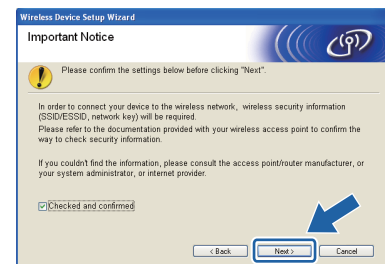 Wireless Device Setup Wizard
Important Notice
Please confirm the settings below before clicking "Next".
In order to connect your device to the wireless network, wireless security information
(SSID/ESSID, network key) will be required.
Please refer to the documentation provided with your wireless access point to confirm the
way to check security information.
If you couldn't find the information, please consult the access point/router manufacturer, or
your system administrator, or internet provider.
Checked and confirmed
< Back
Next >
Cancel